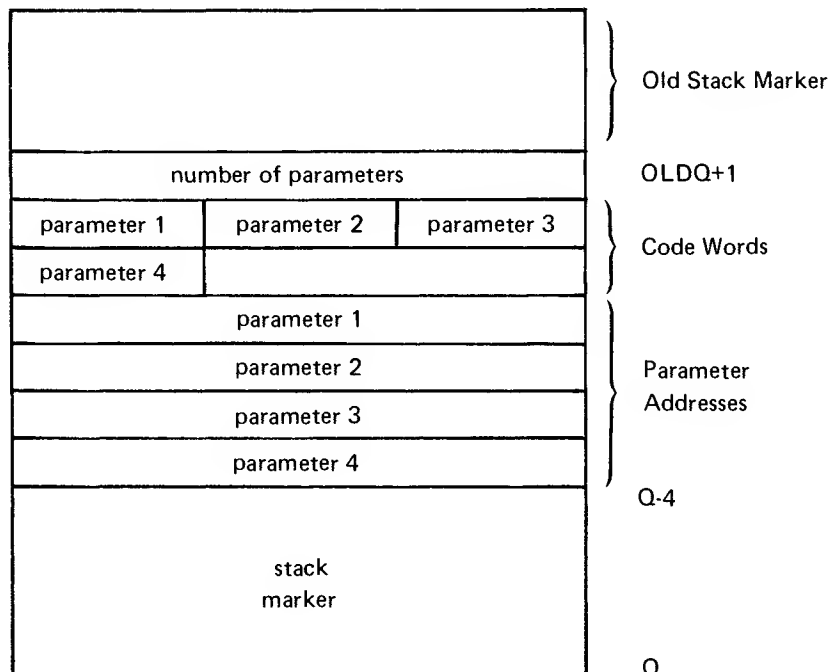 Old Stack Marker
number of parameters OLDQ+1
parameter 1 parameter 2 parameter 3
Code Words
parameter 4
parameter 1
parameter 2
Parameter
Addresses
parameter 3
parameter 4
Q-4
stack
marker
Q